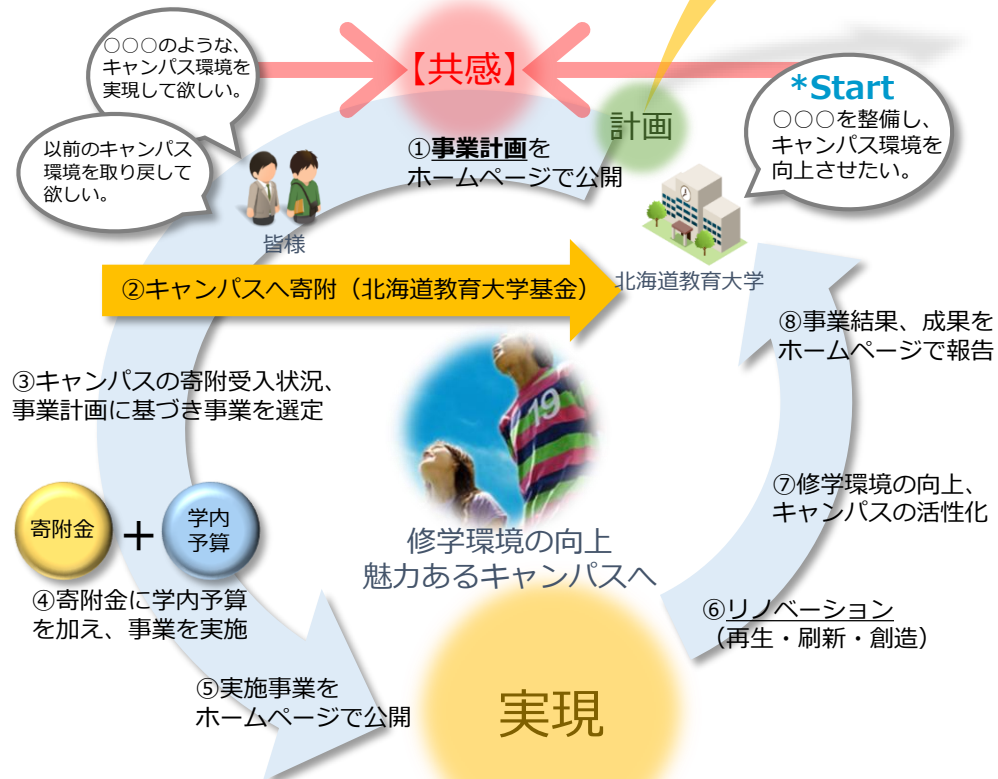 ○○○のような、
キャンパス環境を
実現して欲しい。
以前のキャンパス
環境を取り戻して
欲しい。
【共感】
計画
*Start
○○○を整備し、
キャンパス環境を
向上させたい。
①事業計画を
ホームページで公開
皆様
北海道教育大学
②キャンパスへ寄附（北海道教育大学基金）
③キャンパスの寄附受入状況、
事業計画に基づき事業を選定
寄附金
+
学内
予算
④寄附金に学内予算
を加え、事業を実施
⑤実施事業を
ホームページで公開
19
修学環境の向上
魅力あるキャンパスへ
実現
⑥リノベーション
（再生・刷新・創造）
⑦修学環境の向上、
キャンパスの活性化
⑧事業結果、成果を
ホームページで報告